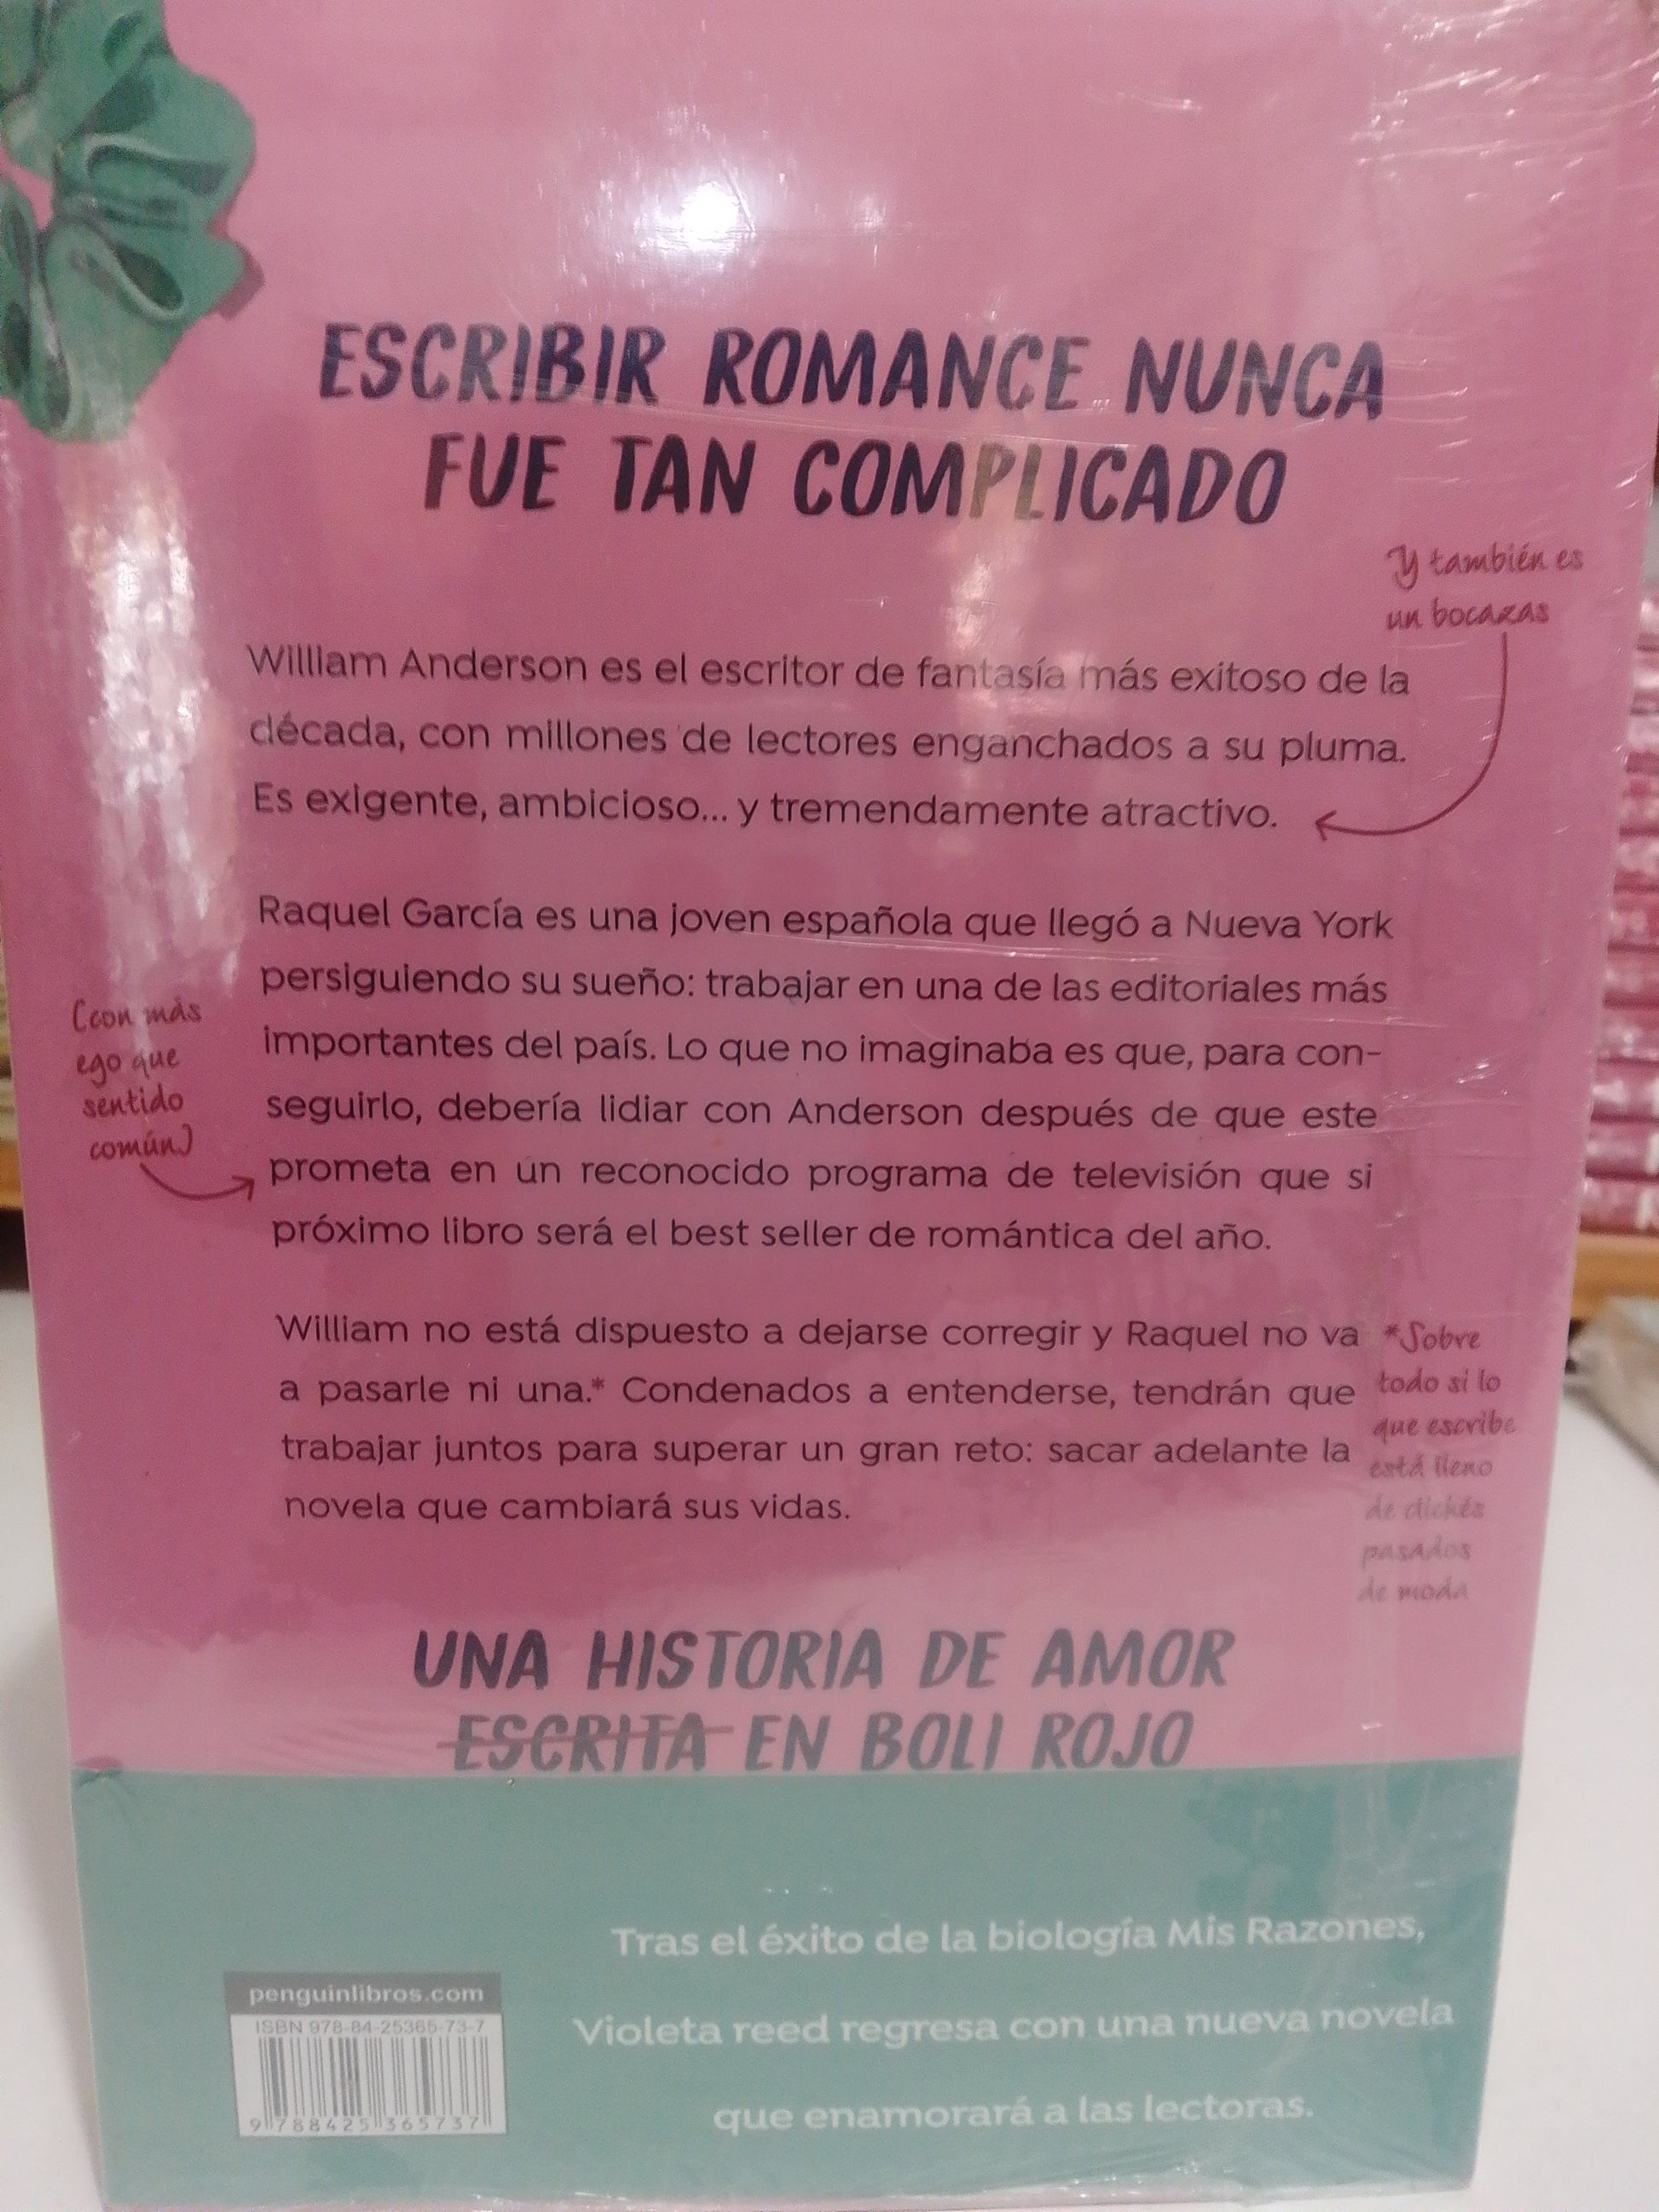 ESCRIBIR ROMANCE NUNCA
FUE TAN COMPLICADO
Y también es
un bocazas
Willlam Anderson es el escritor de fantasía más exitoso de la
década, con millones de lectores enganchados a su pluma.
Es exigente, ambicioso... y tremendamente atractivo.
Raquel García es una joven española que llegó a Nueva York
persiguiendo su sueño: trabajar en una de las editoriales más
importantes del país. Lo que no imaginaba es que, para con-
seguirlo, debería lidiar con Anderson después de que este
prometa en un reconocido programa de televisión que si
próximo libro será el best seller de romántica del año.
(con más
ego que
sentido
común)
William no está dispuesto a dejarse corregir y Raquel no va
a pasarle ni una.* Condenados a entenderse, tendrán que
trabajar juntos para superar un gran reto: sacar adelante la
novela que cambiará sus vidas.
*Sobre
todo si lo
que escribe
está lleno
de clichés
pasados
de moda
UNA HISTORIA DE AMOR
ESCRITA EN BOLI ROJO
Tras el éxito de la biología Mis Razones,
Violeta reed regresa con una nueva novela
que enamorará a las lectoras.
penguinlibros.com
ISBN 978-84-25365-73-7
9 788425 365737